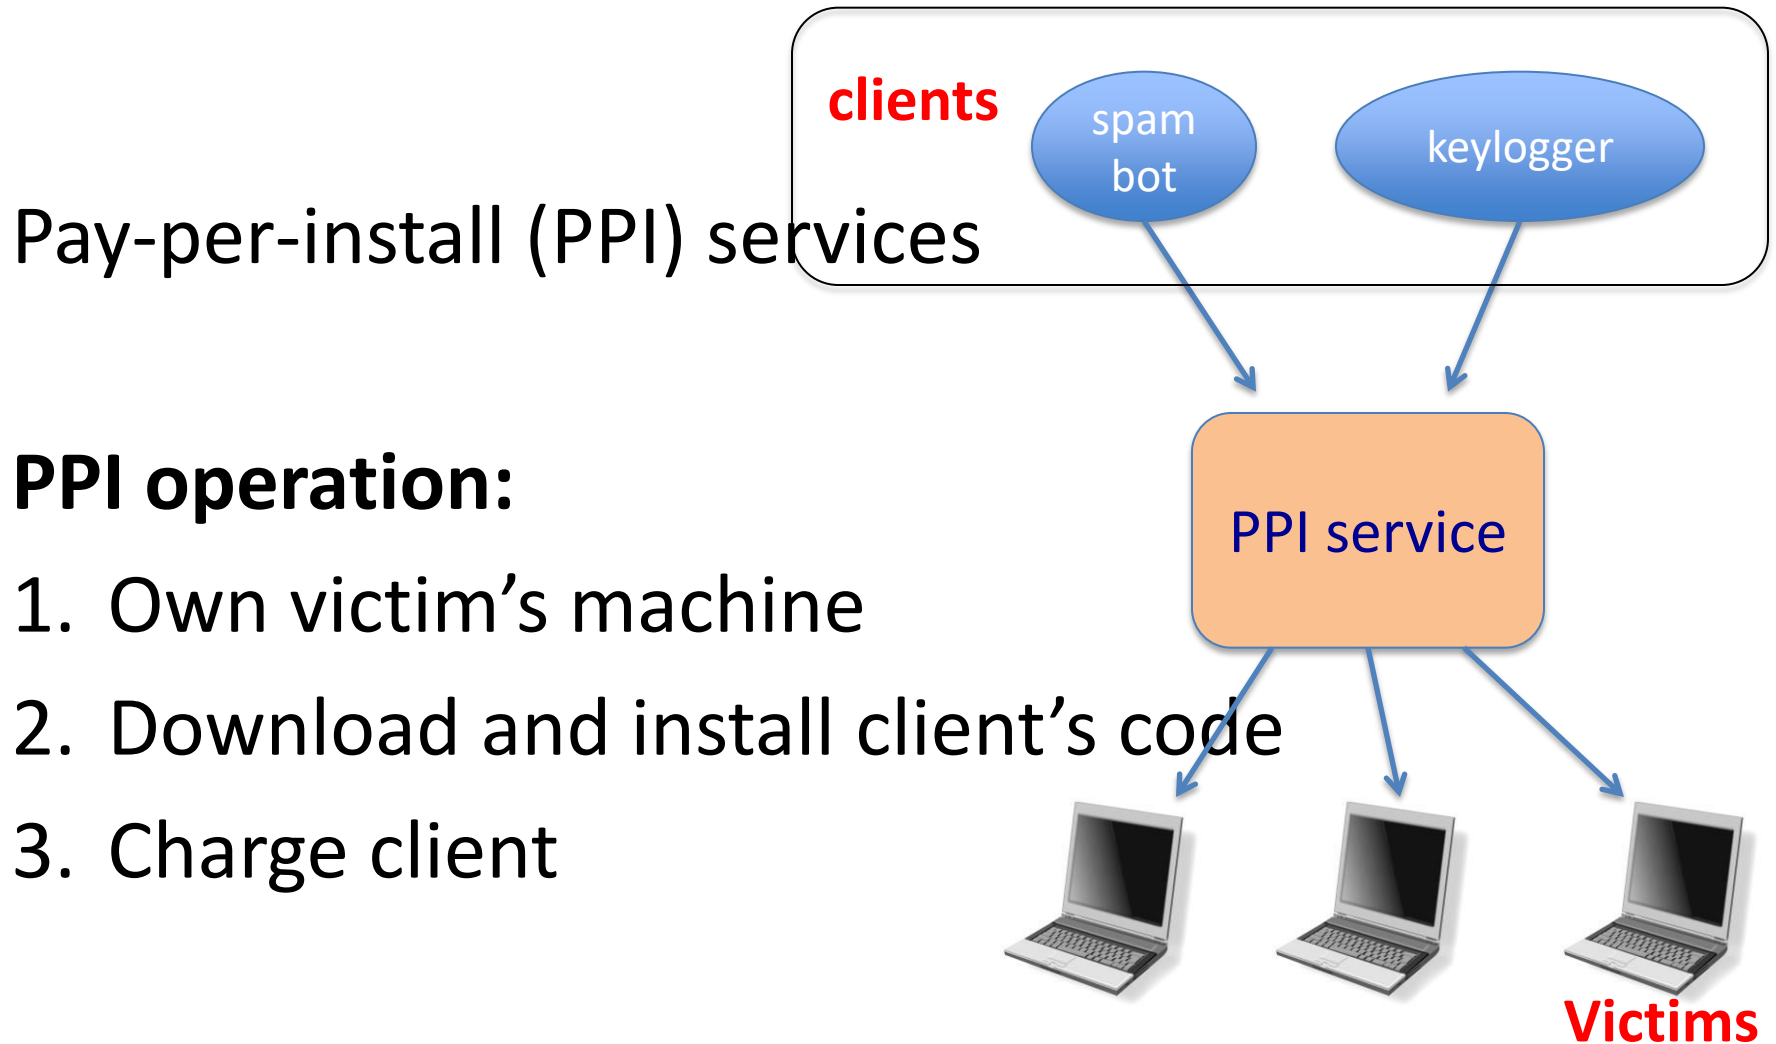 clients
spam
bot
keylogger
Pay-per-install (PPI) services
PPI operation:
PPI service
1. Own victim’s machine
2. Download and install client’s code
3. Charge client
Victims